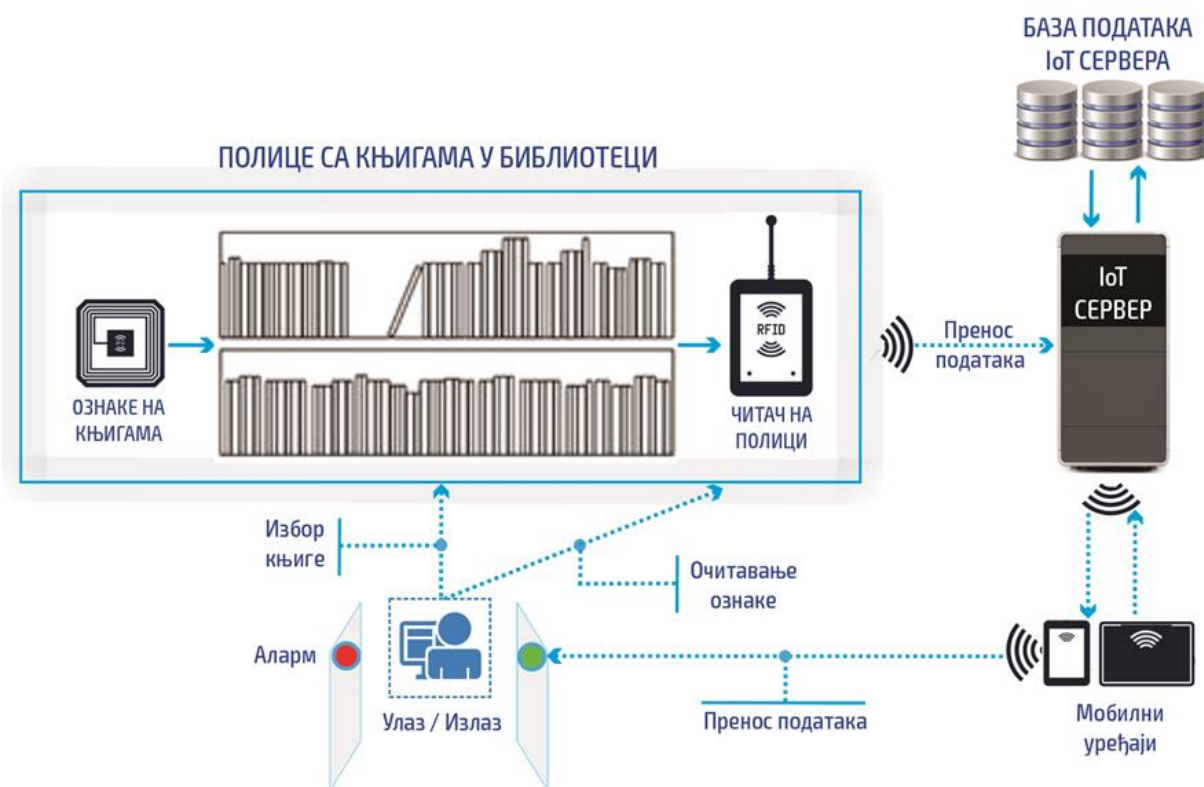 БАЗА ПОДАТАКА
IoT СЕРВЕРА
ПОЛИЦЕ СА КЊИГАМА У БИБЛИОТЕЦИ
IoT
СЕРВЕР
RFID
Пренос
података
ОЗНАКЕ НА
КЊИГАМА
ЧИТАЧ НА
ПОЛИЦИ
Избор
књиге
Очитавање
ознаке
Аларм
Улаз / Излаз
Пренос података
Мобилни
уређаји